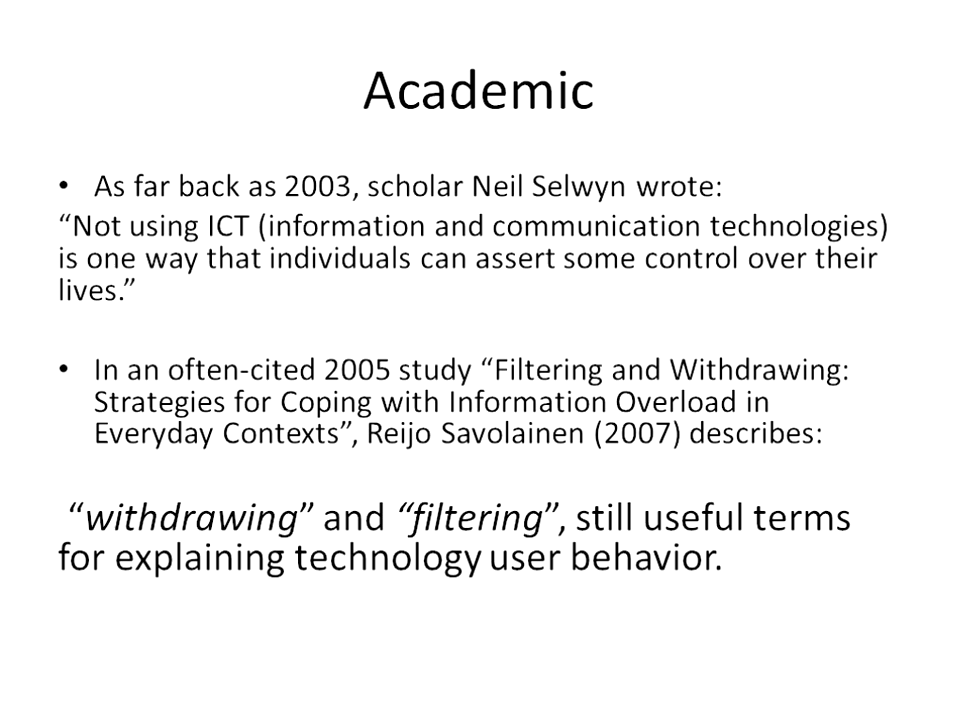 Academic
• As far back as 2003, scholar Neil Selwyn wrote:
“Not using ICT (information and communication technologies)
is one way that individuals can assert some control over their
lives.”
• In an often-cited 2005 study “Filtering and Withdrawing:
Strategies for Coping with Information Overload in
Everyday Contexts”, Reijo Savolainen (2007) describes:
“withdrawing” and “filtering”, still useful terms
for explaining technology user behavior.